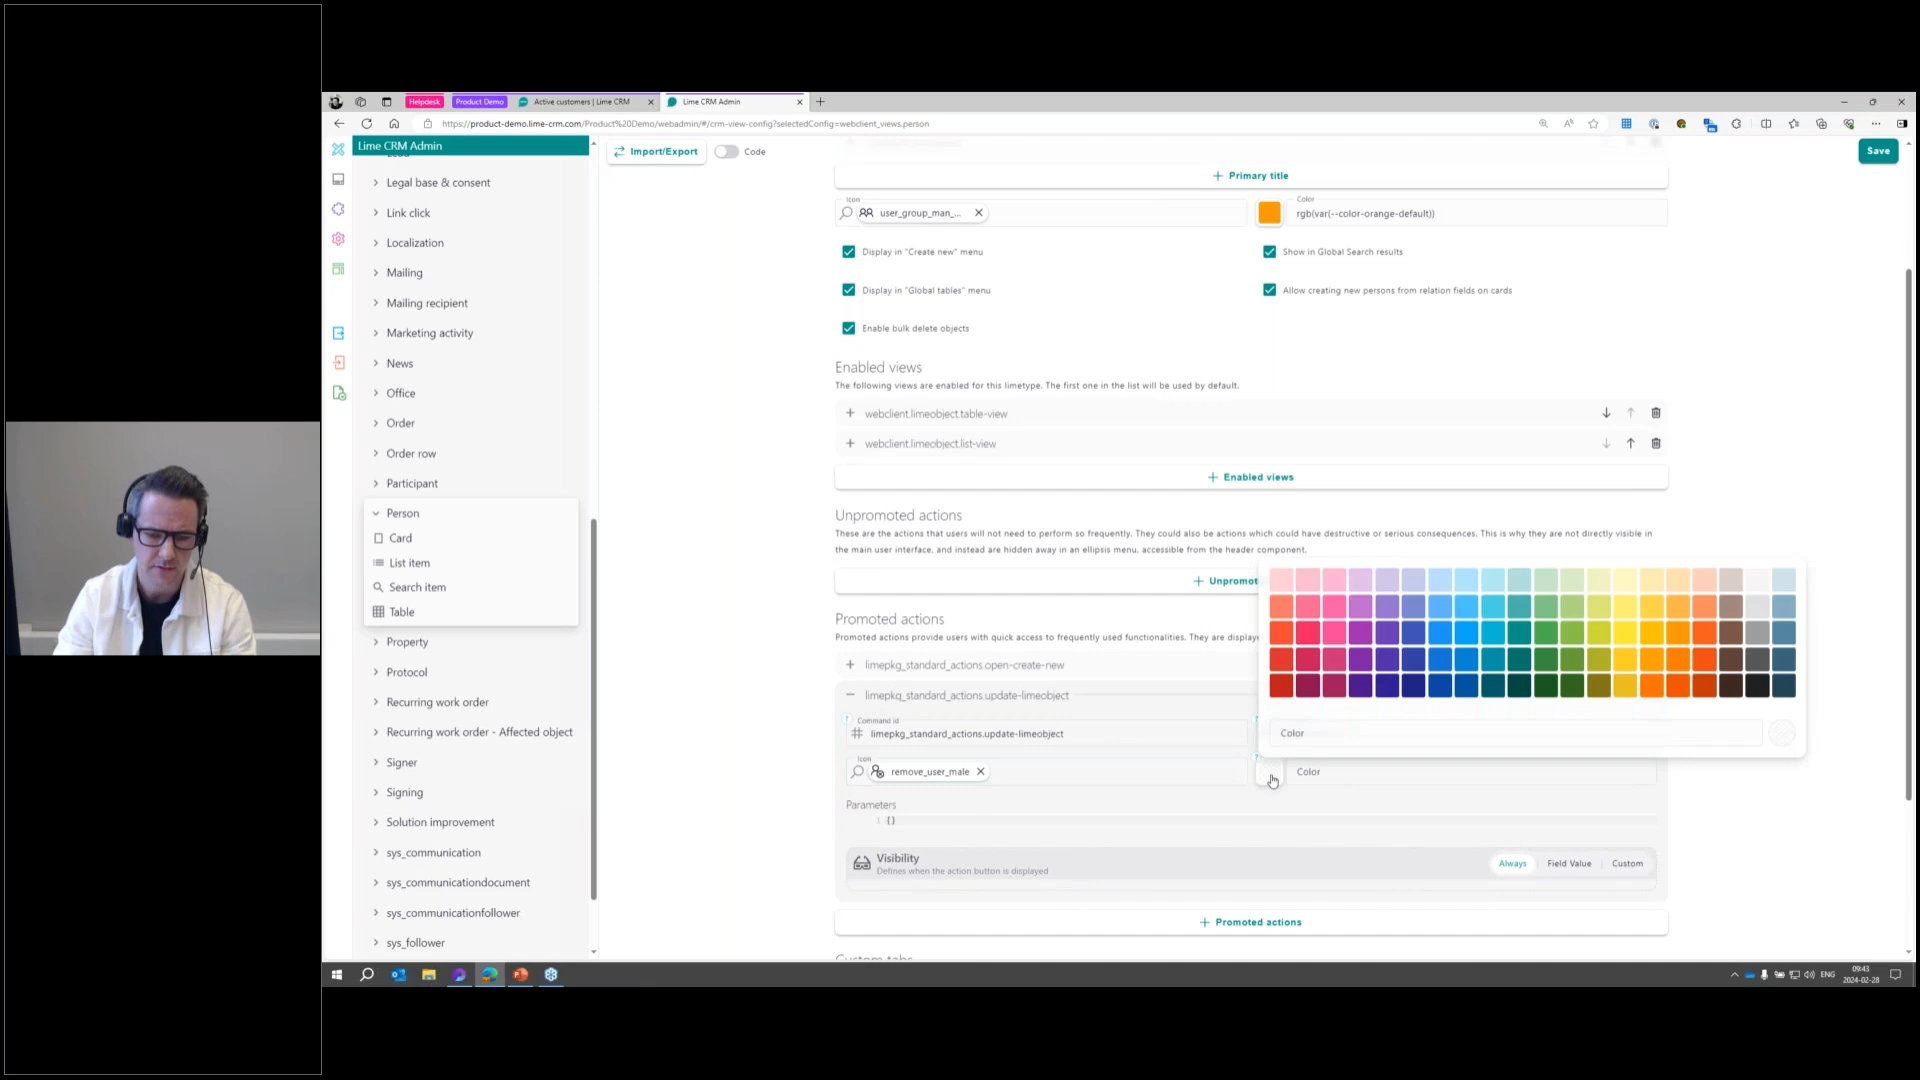 Helpdesk
Product Demo
Active customers | Lime CRM
Lime CRM Admin
https://product-demo.lime-crm.com/Product%20Demo/webadmin/#/crm-view-config?selectedConfig=webclient_views.person
Lime CRM Admin
Legal base & consent
Link click
Localization
Mailing
Mailing recipient
Marketing activity
News
Office
Order
Order row
Participant
Person
Card
List item
Search item
Table
Property
Protocol
Recurring work order
Recurring work order - Affected object
Signer
Signing
Solution improvement
sys_communication
sys_communicationdocument
sys_communicationfollower
sys_follower
Import/Export
Code
Save
Primary title
Icon
user_group_man_...
Color
rgb(var(--color-orange-default))
Display in "Create new" menu
Show in Global Search results
Display in "Global tables" menu
Allow creating new persons from relation fields on cards
Enable bulk delete objects
Enabled views
The following views are enabled for this limetype. The first one in the list will be used by default.
webclient.limeobject.table-view
webclient.limeobject.list-view
Enabled views
Unpromoted actions
These are the actions that users will not need to perform so frequently. They could also be actions which could have destructive or serious consequences. This is why they are not directly visible in
the main user interface, and instead are hidden away in an ellipsis menu, accessible from the header component.
Unpromot
Promoted actions
Promoted actions provide users with quick access to frequently used functionalities. They are displaye
limepkg_standard_actions.open-create-new
limepkg_standard_actions.update-limeobject
Command id
limepkg_standard_actions.update-limeobject
Color
Icon
remove_user_male
Color
Parameters
{}
Visibility
Defines when the action button is displayed
Always
Field Value
Custom
Promoted actions
Custom tabs
ENG
09:43
2024-02-28